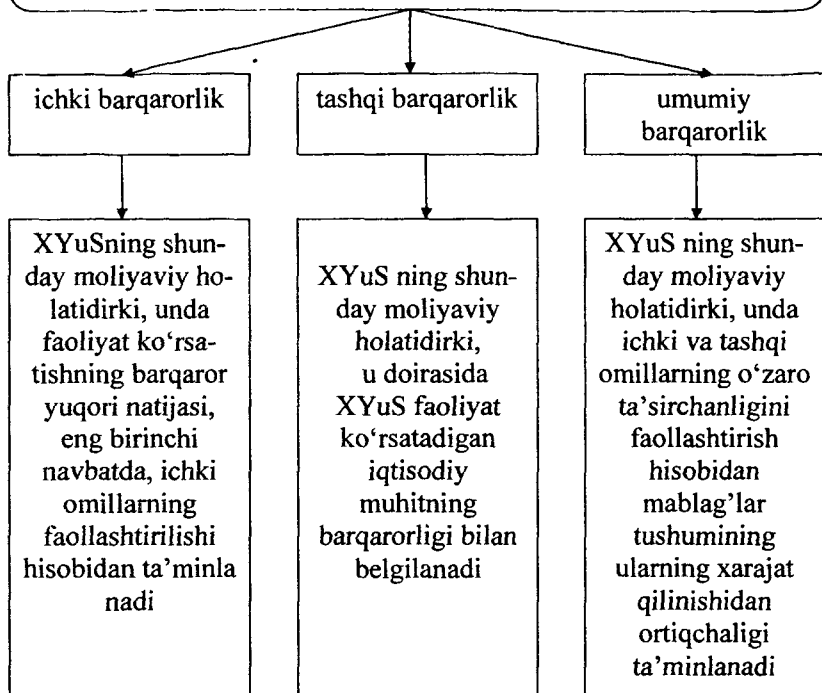 ichki barqarorlik
tashqi barqarorlik
umumiy
barqarorlik
XYuSning shun-
day moliyaviy ho-
latidirki, unda
faoliyat ko‘rsa-
tishning barqaror
yuqori natijasi,
eng birinchi
navbatda, ichki
omillarning
faollashtirilishi
hisobidan ta’minla
nadi
XYuS ning shun-
day moliyaviy
holatidirki,
u doirasida
XYuS faoliyat
ko‘rsatadigan
iqtisodiy
muhitning
barqarorligi bilan
belgilanadi
XYuS ning shun-
day moliyaviy
holatidirki, unda
ichki va tashqi
omillarning o‘zaro
ta’sirchanligini
faollashtirish
hisobidan
mablag’lar
tushumining
ularning xarajat
qilinishidan
ortiqchaligi
ta’minlanadi